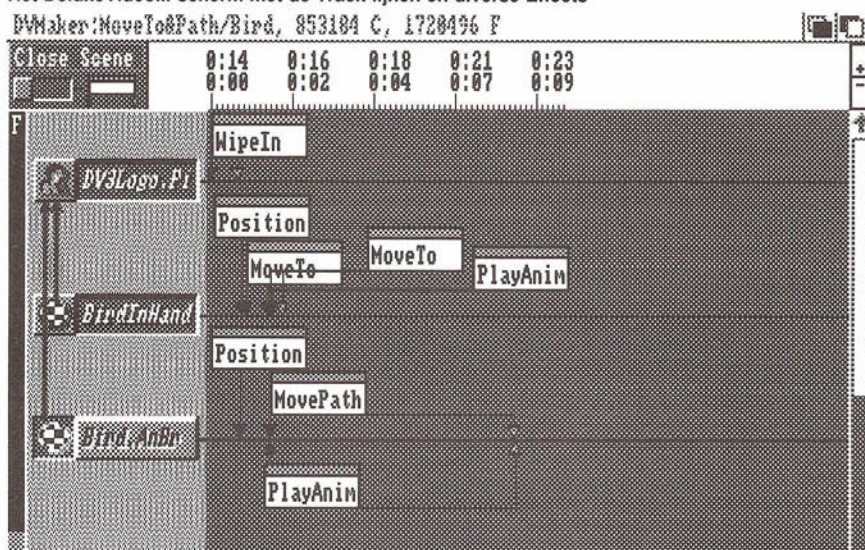 DVMaker:MoveTo&Path/Bird, 853184 C, 1720496 F
Close Scene
0:14 0:16 0:18 0:21 0:23
0:00 0:02 0:04 0:07 0:09
+
-
F
WipeIn
DV3Logo.Pi
Position
MoveTo
MoveTo
PlayAnim
BirdInHand
Position
MovePath
Bird.AnBr
PlayAnim